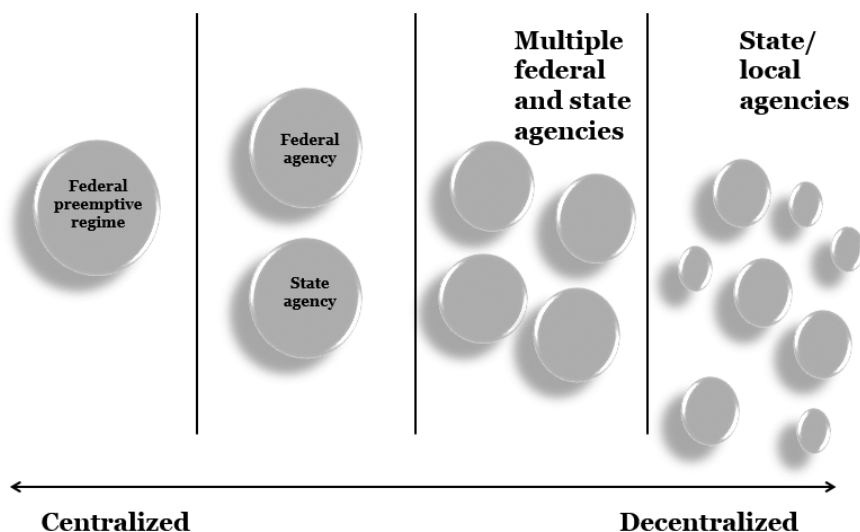 Federal
preemptive
regime
Federal
agency
State
agency
Multiple
federal
and state
agencies
State/
local
agencies
Centralized
Decentralized